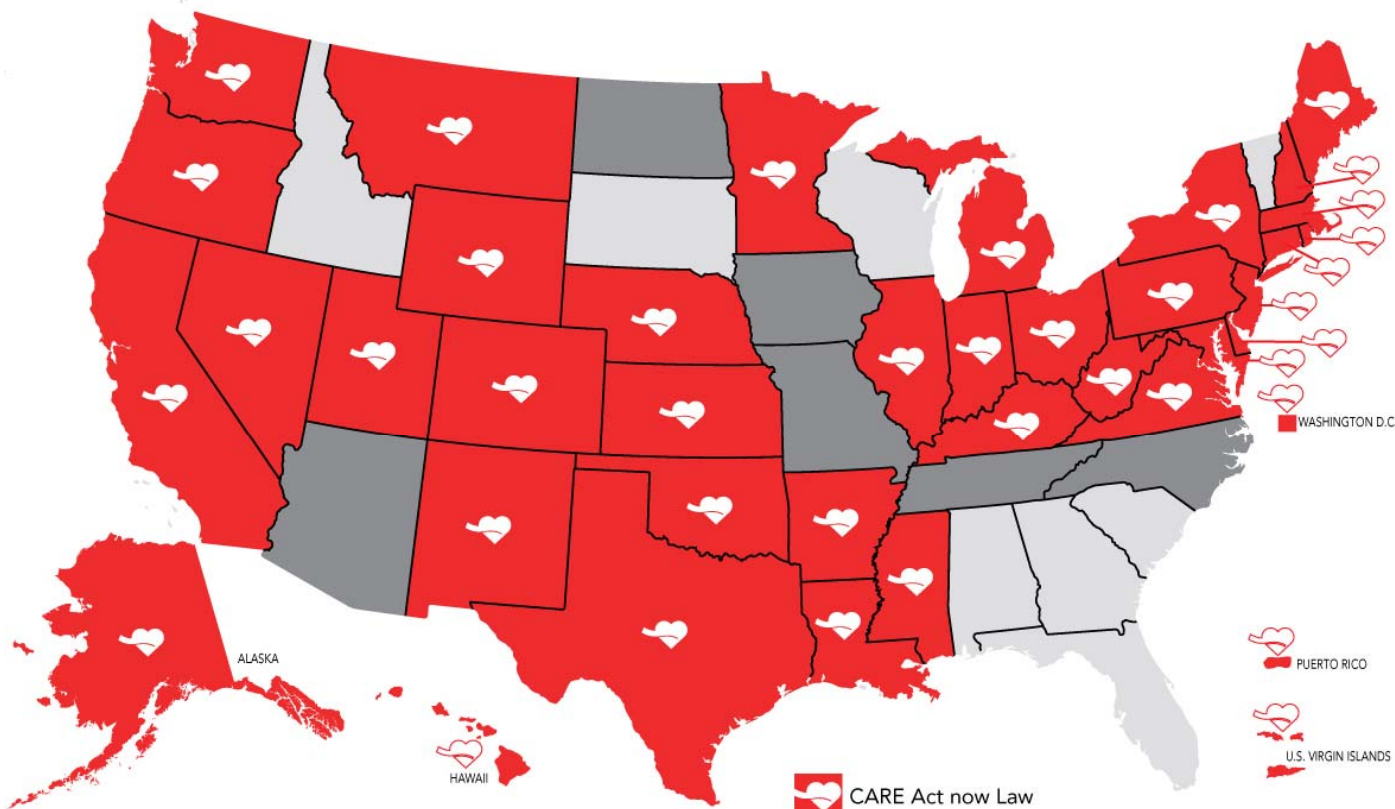 WASHINGTON D.C
ALASKA
PUERTO RICO
U.S. VIRGIN ISLANDS
HAWAII
CARE Act now Law